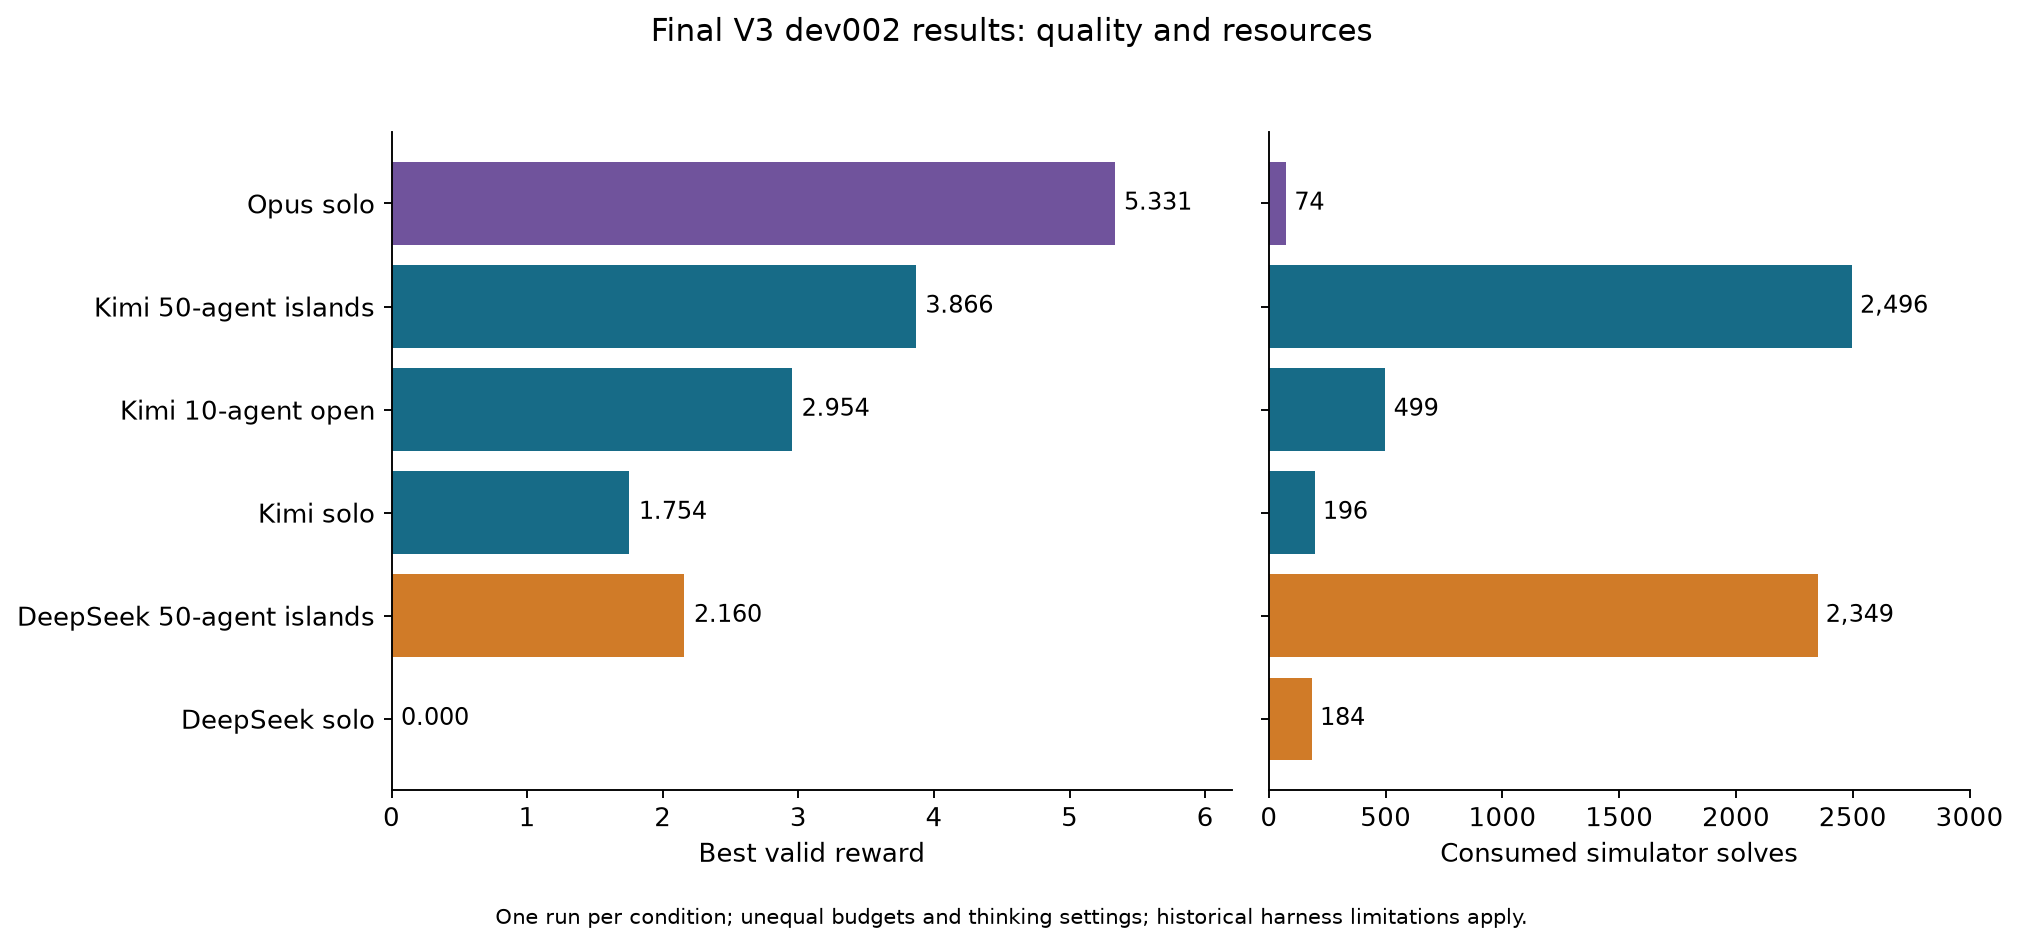 Final V3 dev002 results: quality and resources
Opus solo
Kimi 50-agent islands
Kimi 10-agent open
Kimi solo
DeepSeek 50-agent islands
DeepSeek solo
5.331
3.866
2.954
1.754
2.160
0.000
0 1 2 3 4 5 6
Best valid reward
74
2,496
499
196
2,349
184
0 500 1000 1500 2000 2500 3000
Consumed simulator solves
One run per condition; unequal budgets and thinking settings; historical harness limitations apply.